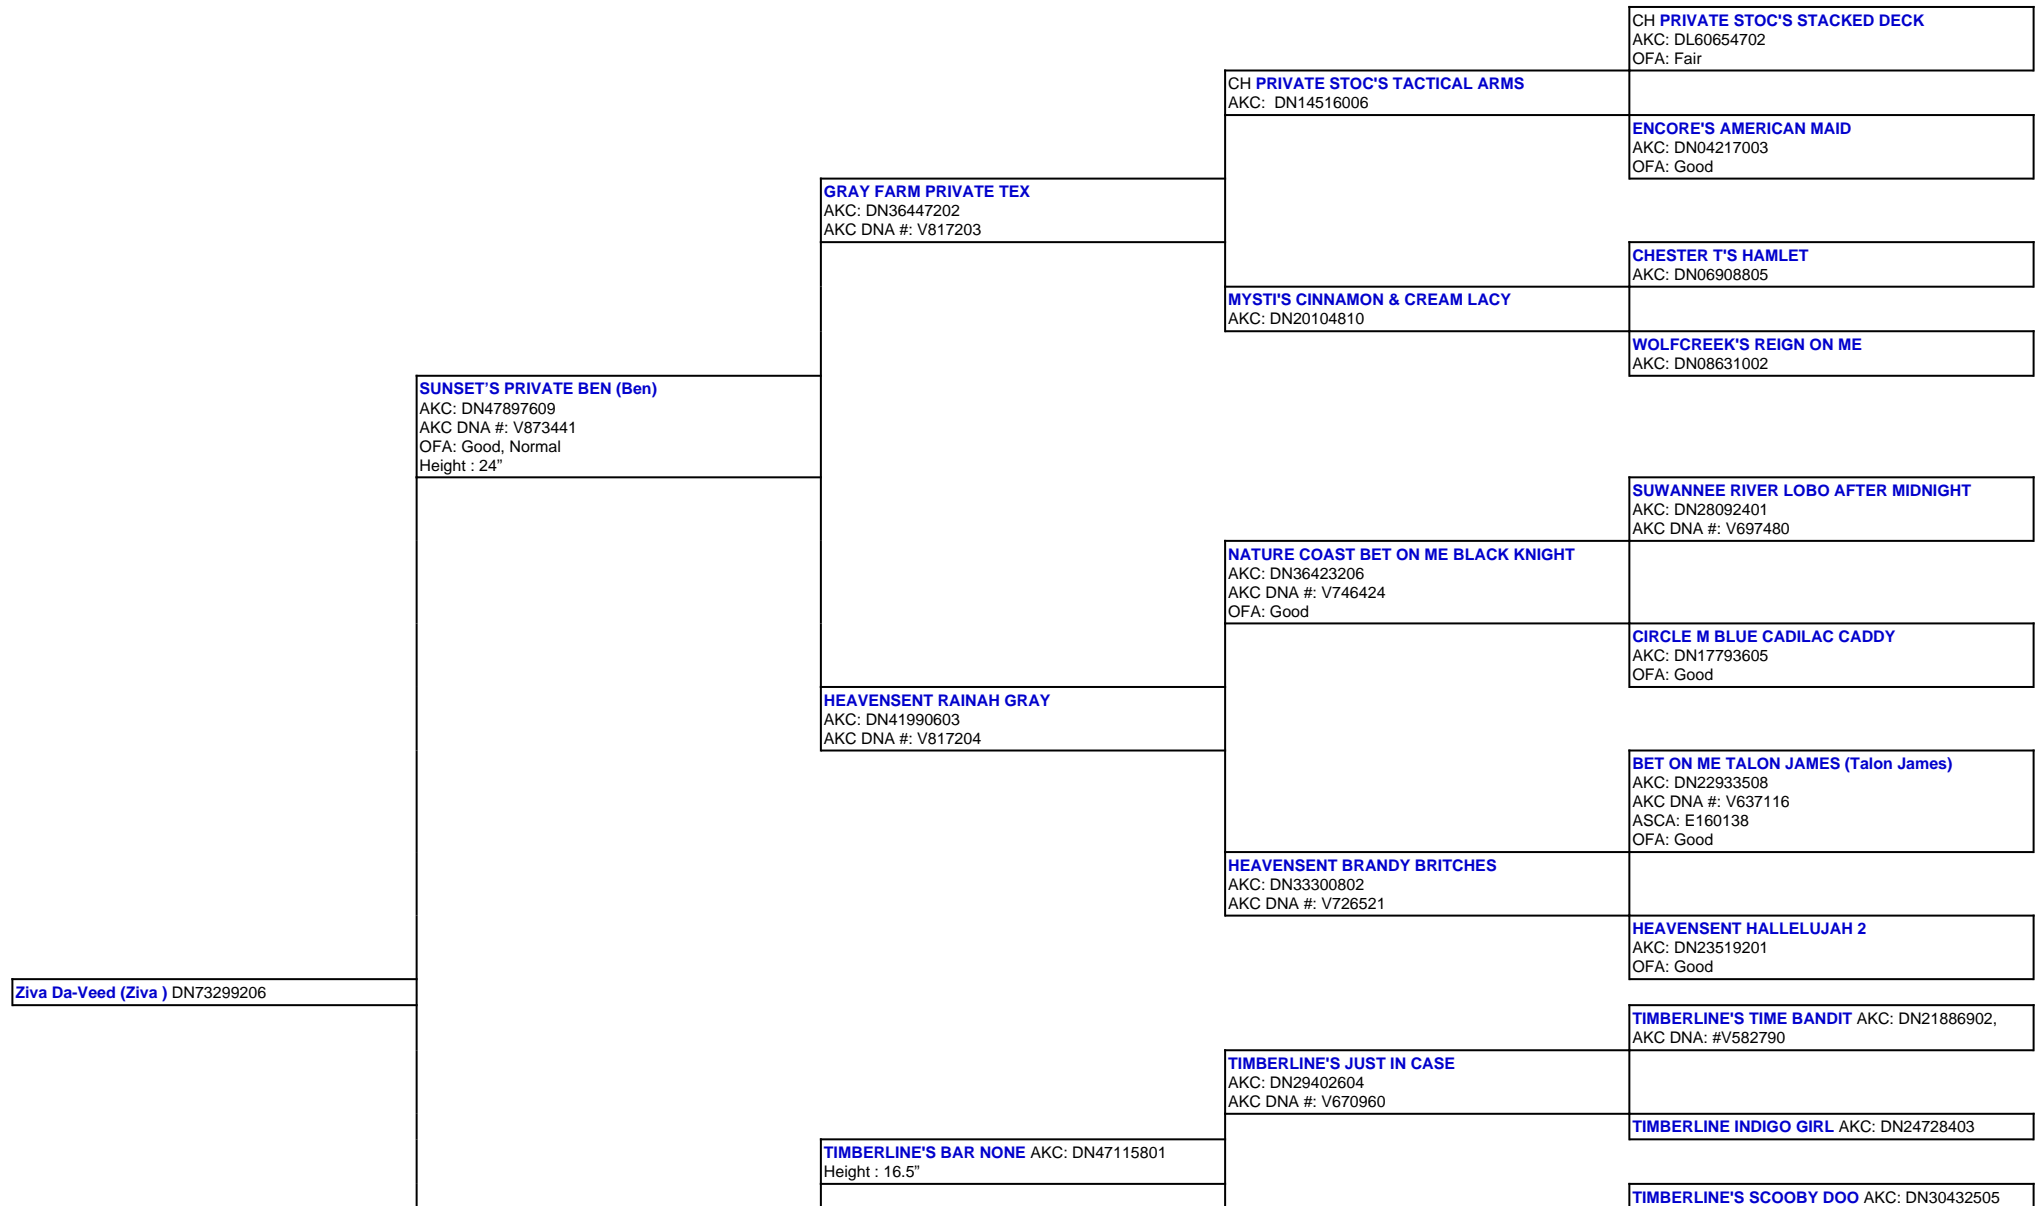 CH PRIVATE STOC'S STACKED DECK
AKC: DL60654702
OFA: Fair
CH PRIVATE STOC'S TACTICAL ARMS
AKC:  DN14516006
ENCORE'S AMERICAN MAID
AKC: DN04217003
OFA: Good
GRAY FARM PRIVATE TEX
AKC: DN36447202
AKC DNA #: V817203
CHESTER T'S HAMLET
AKC: DN06908805
MYSTI'S CINNAMON & CREAM LACY
AKC: DN20104810
WOLFCREEK'S REIGN ON ME
AKC: DN08631002
SUNSET’S PRIVATE BEN (Ben)
AKC: DN47897609
AKC DNA #: V873441
OFA: Good, Normal
Height : 24”
SUWANNEE RIVER LOBO AFTER MIDNIGHT
AKC: DN28092401
AKC DNA #: V697480
NATURE COAST BET ON ME BLACK KNIGHT
AKC: DN36423206
AKC DNA #: V746424
OFA: Good
CIRCLE M BLUE CADILAC CADDY
AKC: DN17793605
OFA: Good
HEAVENSENT RAINAH GRAY
AKC: DN41990603
AKC DNA #: V817204
BET ON ME TALON JAMES (Talon James)
AKC: DN22933508
AKC DNA #: V637116
ASCA: E160138
OFA: Good
HEAVENSENT BRANDY BRITCHES
AKC: DN33300802
AKC DNA #: V726521
HEAVENSENT HALLELUJAH 2
AKC: DN23519201
OFA: Good
Ziva Da-Veed (Ziva ) DN73299206
TIMBERLINE'S TIME BANDIT AKC: DN21886902,
AKC DNA: #V582790
TIMBERLINE'S JUST IN CASE
AKC: DN29402604
AKC DNA #: V670960
TIMBERLINE INDIGO GIRL AKC: DN24728403
TIMBERLINE'S BAR NONE AKC: DN47115801
Height : 16.5”
TIMBERLINE'S SCOOBY DOO AKC: DN30432505